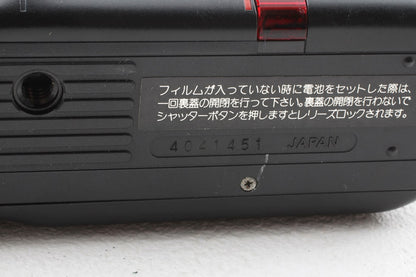 フィルムが入っていない時に電池をセットした際は、
一回裏蓋の開閉を行って下さい。裏蓋の開閉を行わないで
シャッターボタンを押しますとレリーズロックされます。
4041451 JAPAN